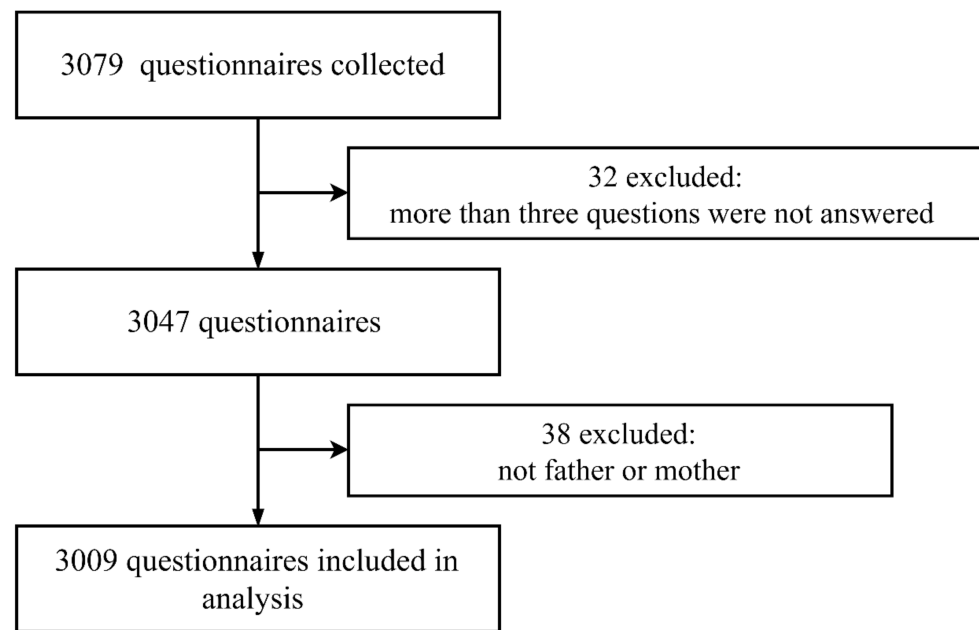 3079 questionnaires collected
32 excluded:
more than three questions were not answered
3047 questionnaires
38 excluded:
not father or mother
3009 questionnaires included in
analysis